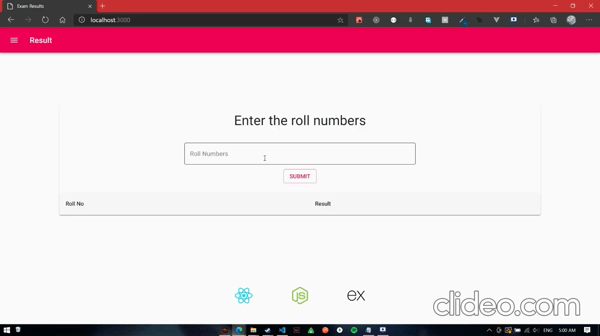 Exam Results
localhost:3000
Result
Enter the roll numbers
Roll Numbers
SUBMIT
Roll No
Result
JS
ex
clideo.com
ENG
5:00 AM